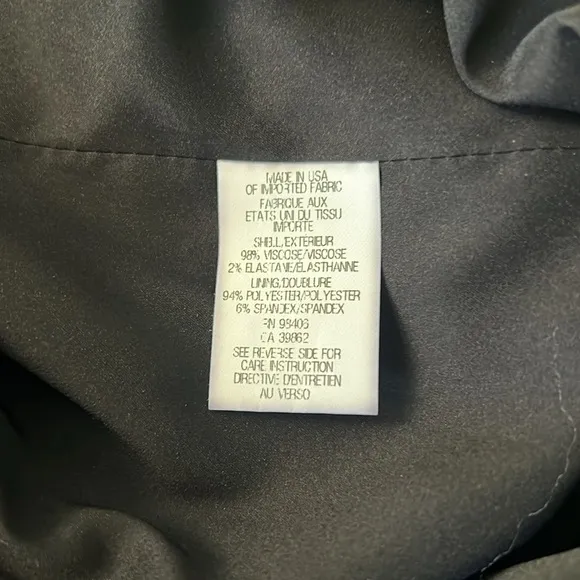 MADE IN USA
OF IMPORTED FABRIC
FABRIQUE AUX
ETATS UNI DU TISSU
IMPORTE
SHELL/EXTERIEUR
98% VISCOSE/VISCOSE
2% ELASTANE/ELASTHANNE
LINING/DOUBLURE
94% POLYESTER/POLYESTER
6% SPANDEX/SPANDEX
RN 98406
CA 39862
SEE REVERSE SIDE FOR
CARE INSTRUCTION
DIRECTIVE D'ENTRETIEN
AU VERSO